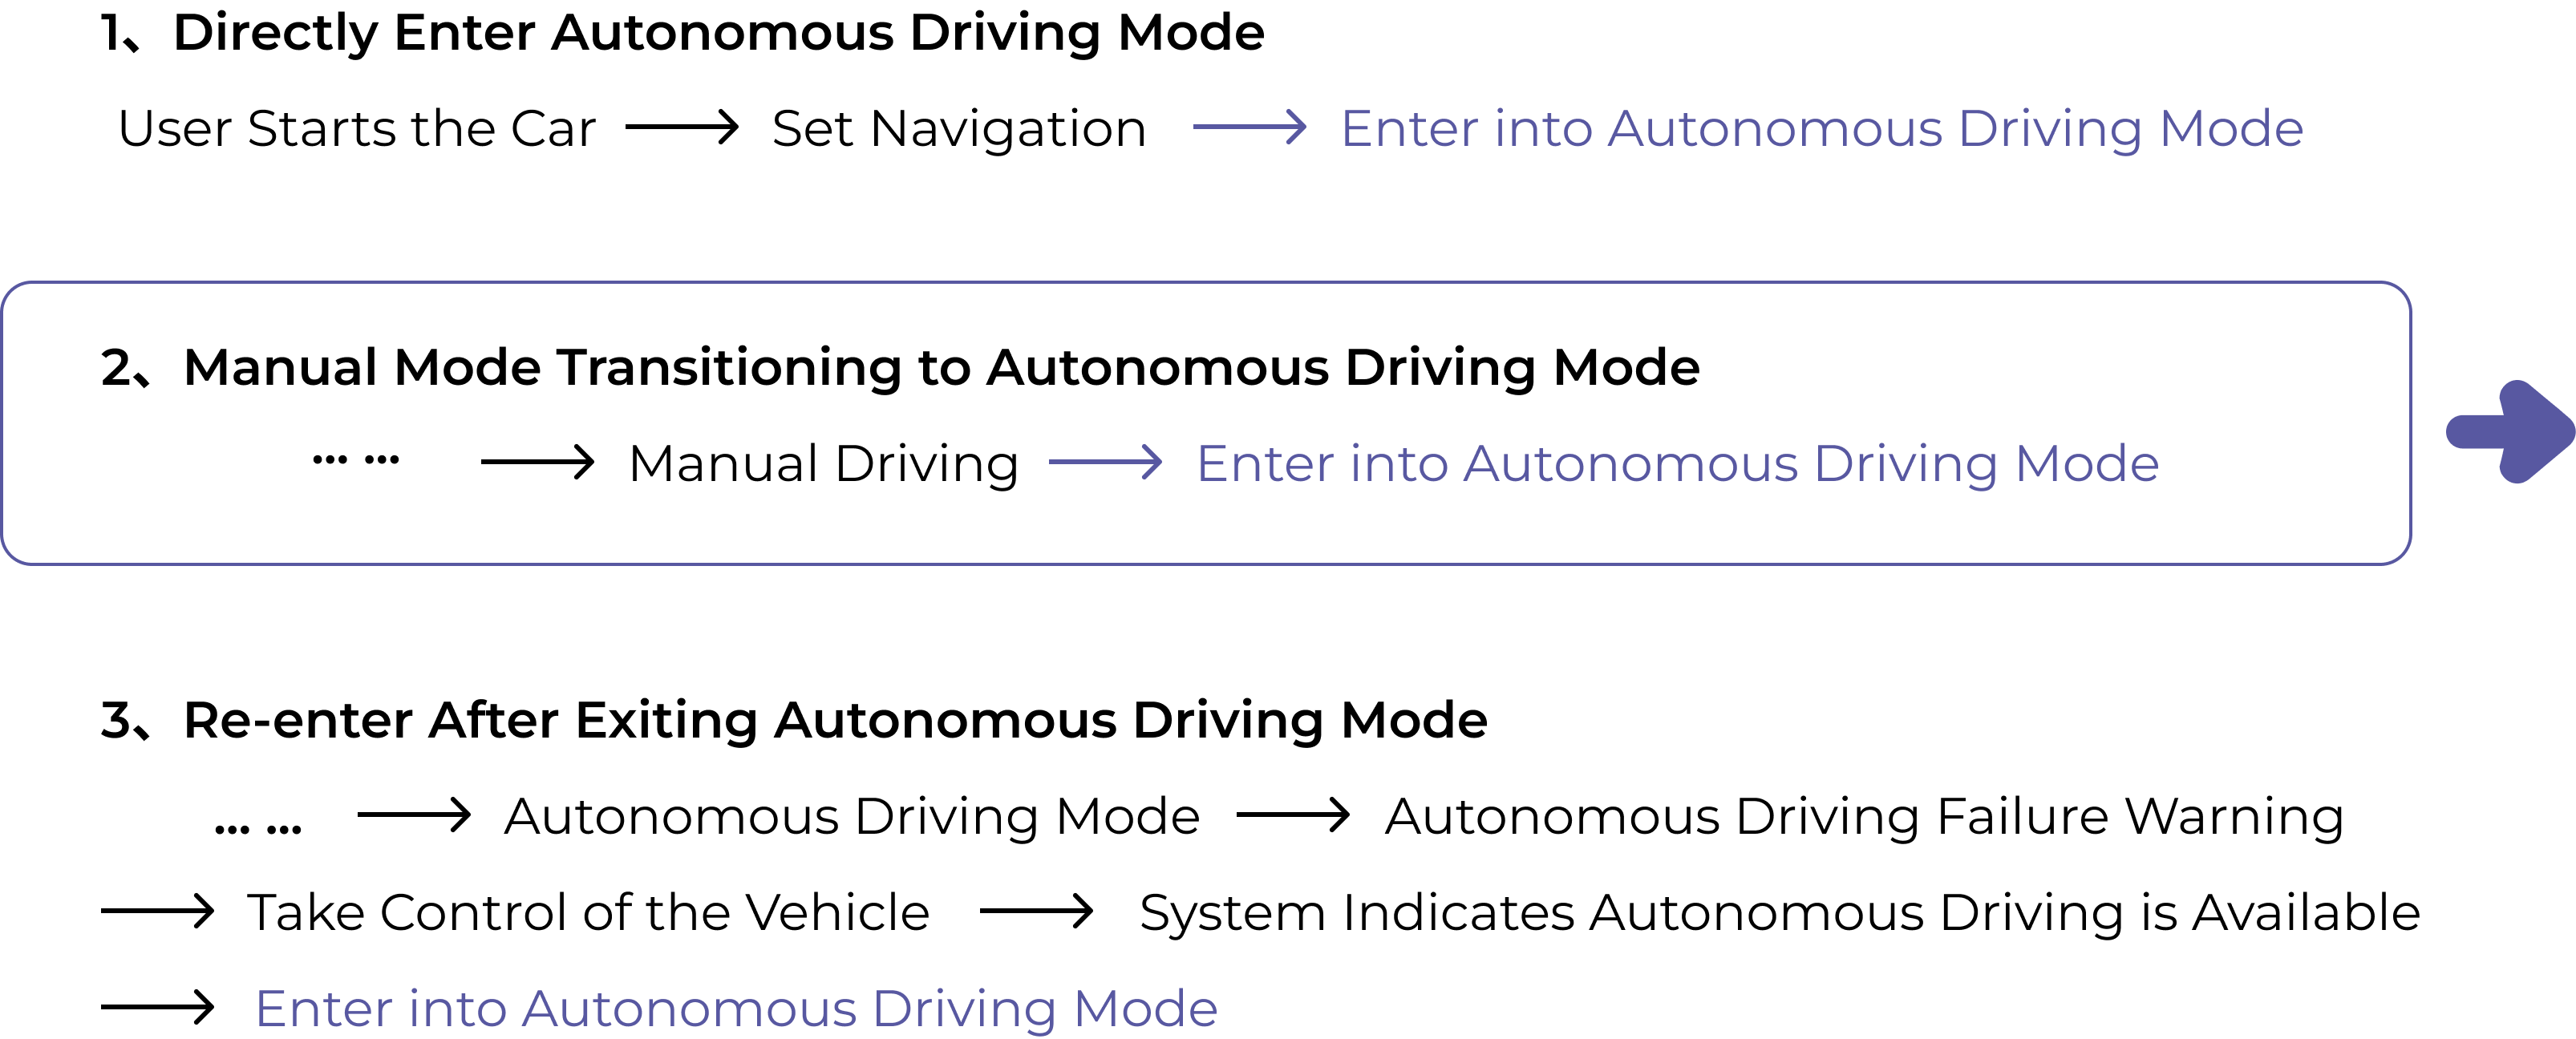 1、Directly Enter Autonomous Driving Mode
User Starts the Car → Set Navigation → Enter into Autonomous Driving Mode
2、Manual Mode Transitioning to Autonomous Driving Mode
... ... → Manual Driving → Enter into Autonomous Driving Mode
3、Re-enter After Exiting Autonomous Driving Mode
... ... → Autonomous Driving Mode → Autonomous Driving Failure Warning
→ Take Control of the Vehicle → System Indicates Autonomous Driving is Available
→ Enter into Autonomous Driving Mode